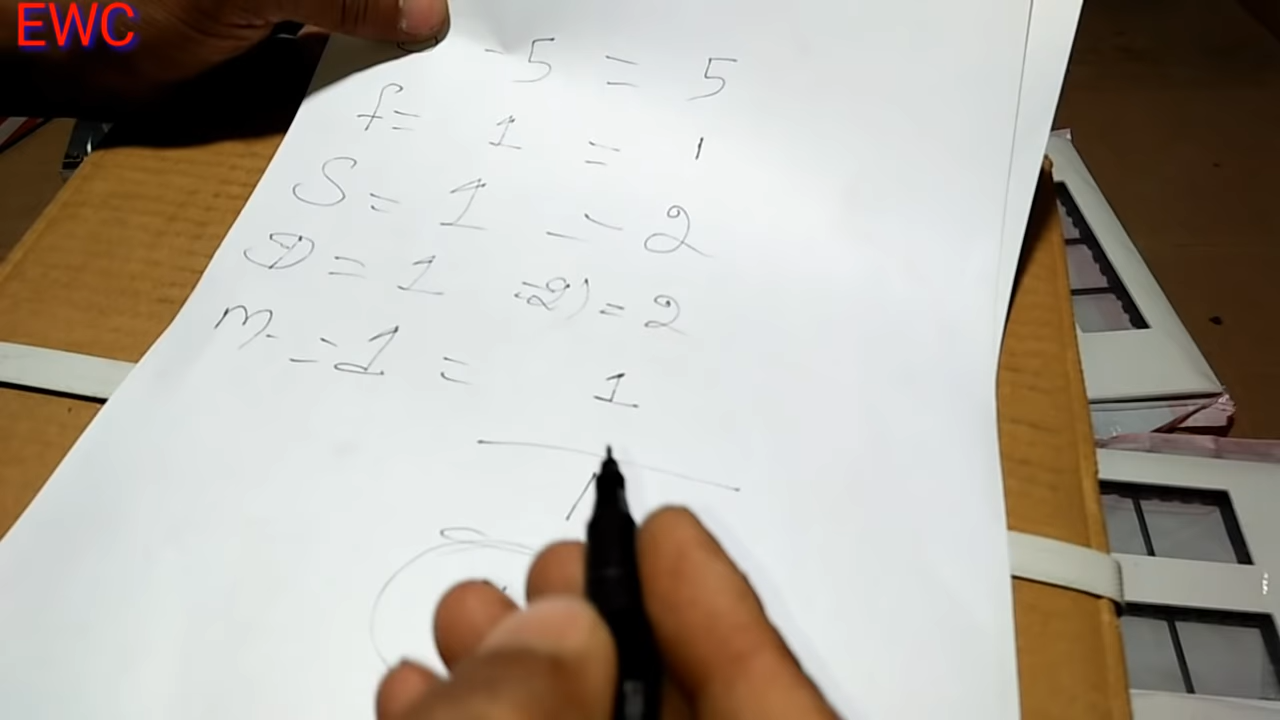 EWC
-5 = 5
f= 1 = 1
S = 1 - 2
D = 1 -2) = 2
M. = 1 = 1